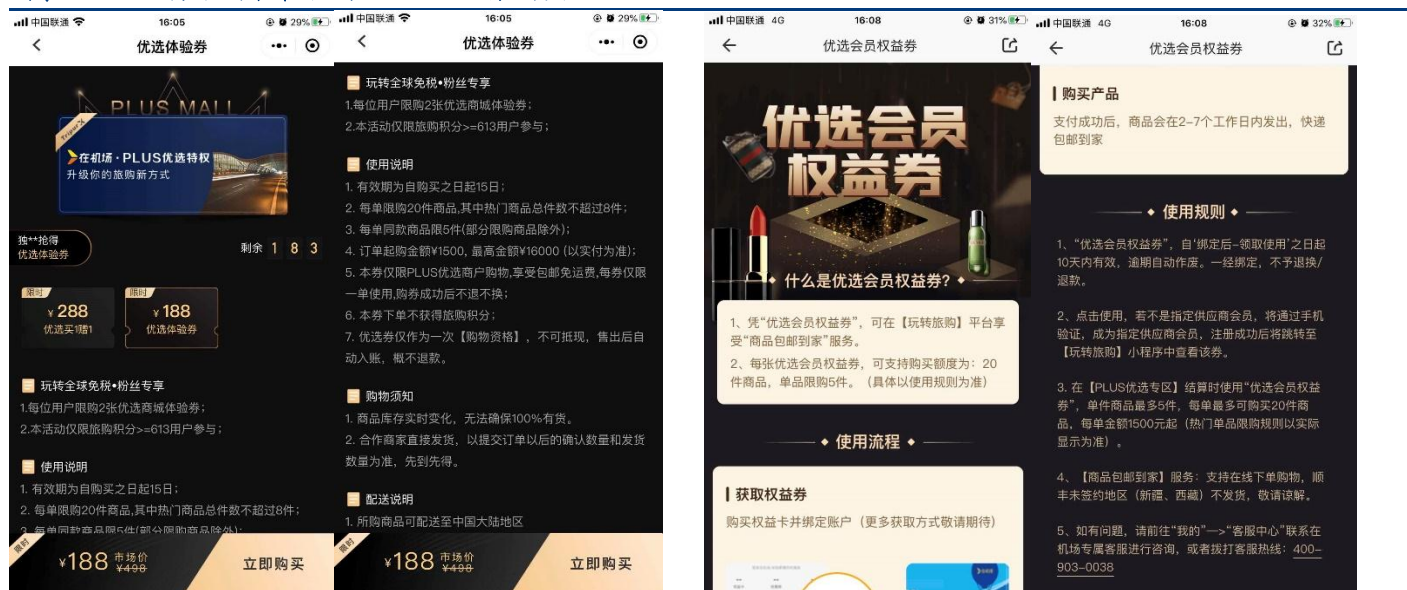 中国联通
16:05
29%
优选体验券
PLUS MALL
在机场·PLUS优选特权
升级你的旅购新方式
独**抢得
优选体验券
剩余 1 8 3
限时
¥288
优选买1赠1
限时
¥188
优选体验券
玩转全球免税•粉丝专享
1.每位用户限购2张优选商城体验券；
2.本活动仅限旅购积分>=613用户参与；
使用说明
1. 有效期为自购买之日起15日；
2. 每单限购20件商品,其中热门商品总件数不超过8件；
3. 每单同款商品限5件(部分限购商品除外)；
限时
¥188
市场价
¥498
立即购买
中国联通
16:05
29%
优选体验券
玩转全球免税•粉丝专享
1.每位用户限购2张优选商城体验券；
2.本活动仅限旅购积分>=613用户参与；
使用说明
1. 有效期为自购买之日起15日；
2. 每单限购20件商品,其中热门商品总件数不超过8件；
3. 每单同款商品限5件(部分限购商品除外)；
4. 订单起购金额¥1500, 最高金额¥16000 (以实付为准)；
5. 本券仅限PLUS优选商户购物,享受包邮免运费,每券仅限
一单使用,购券成功后不退不换；
6. 本券下单不获得旅购积分；
7. 优选券仅作为一次【购物资格】，不可抵现，售出后自
动入账，概不退款。
购物须知
1. 商品库存实时变化，无法确保100%有货。
2. 合作商家直接发货，以提交订单以后的确认数量和发货
数量为准，先到先得。
配送说明
1. 所购商品可配送至中国大陆地区
限时
¥188
市场价
¥498
立即购买
中国联通 4G
16:08
31%
优选会员权益券
优选会员
权益券
什么是优选会员权益券?
1、凭“优选会员权益券”，可在【玩转旅购】平台享
受“商品包邮到家”服务。
2、每张优选会员权益券，可支持购买额度为：20
件商品，单品限购5件。（具体以使用规则为准）
使用流程
获取权益券
购买权益卡并绑定账户（更多获取方式敬请期待）
中国联通 4G
16:08
32%
优选会员权益券
购买产品
支付成功后，商品会在2–7个工作日内发出，快递
包邮到家
使用规则
1、“优选会员权益券”，自‘绑定后–领取使用’之日起
10天内有效，逾期自动作废。一经绑定，不予退换/
退款。
2、点击使用，若不是指定供应商会员，将通过手机
验证，成为指定供应商会员，注册成功后将跳转至
【玩转旅购】小程序中查看该券。
3. 在【PLUS优选专区】结算时使用“优选会员权益
券”，单件商品最多5件，每单最多可购买20件商
品，每单金额1500元起（热门单品限购规则以实际
显示为准）。
4、【商品包邮到家】服务：支持在线下单购物，顺
丰未签约地区（新疆、西藏）不发货，敬请谅解。
5、如有问题，请前往“我的”—>“客服中心”联系在
机场专属客服进行咨询，或者拨打客服热线：400–
903–0038